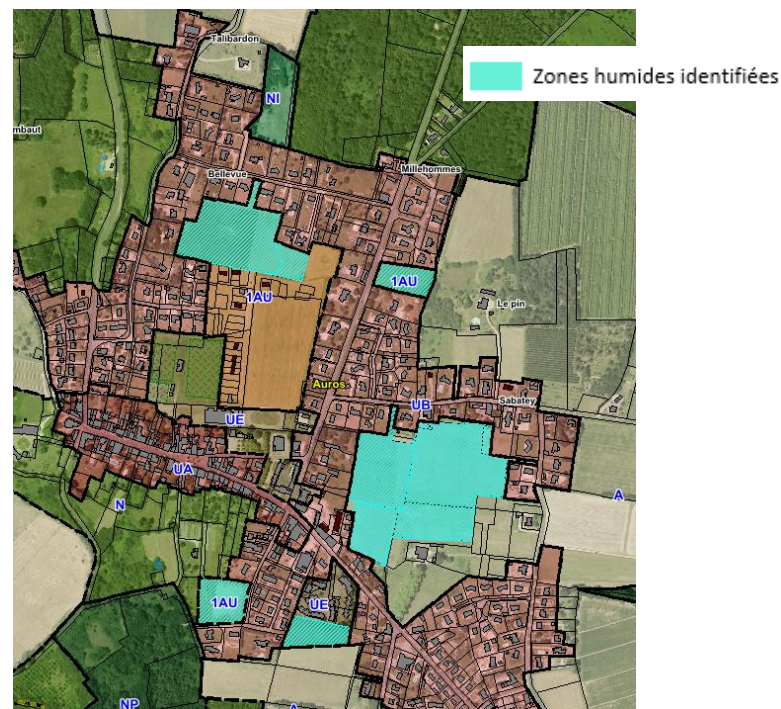 Talibardon
Zones humides identifiées
NI
mbaut
Bellevue
Millehommes
1AU
1AU
Le pin
Auros
UB
Sabatey
UE
UA
N
A
1AU
UE
NP
A